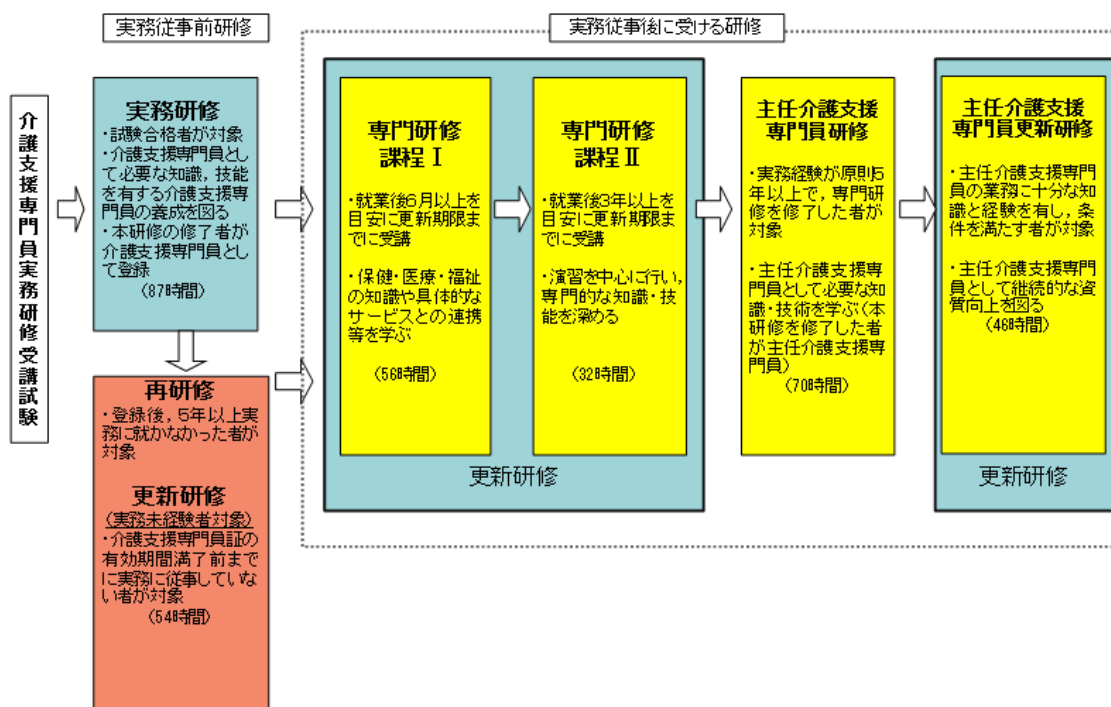 実務従事前研修
実務従事後に受ける研修
介護支援専門員実務研修受講試験
実務研修
・試験合格者が対象
・介護支援専門員とし
て必要な知識，技能
を有する介護支援専
門員の養成を図る
・本研修の修了者が
介護支援専門員とし
て登録
（87時間）
再研修
・登録後，5年以上実
務に就かなかった者が
対象
更新研修
（実務未経験者対象）
・介護支援専門員証の
有効期間満了前まで
に実務に従事していな
い者が対象
（54時間）
専門研修
課程Ⅰ
・就業後6月以上を
目安に更新期限ま
でに受講
・保健・医療・福祉
の知識や具体的な
サービスとの連携
等を学ぶ
（56時間）
専門研修
課程Ⅱ
・就業後3年以上を
目安に更新期限ま
でに受講
・演習を中心に行い，
専門的な知識・技
能を深める
（32時間）
更新研修
主任介護支援
専門員研修
・実務経験が原則5
年以上で，専門研
修を修了した者が
対象
・主任介護支援専
門員として必要な知
識・技術を学ぶ（本
研修を修了した者
が主任介護支援専
門員）
（70時間）
主任介護支援
専門員更新研修
・主任介護支援専門
員の業務に十分な知
識と経験を有し，条
件を満たす者が対象
・主任介護支援専門
員として継続的な資
質向上を図る
（46時間）
更新研修